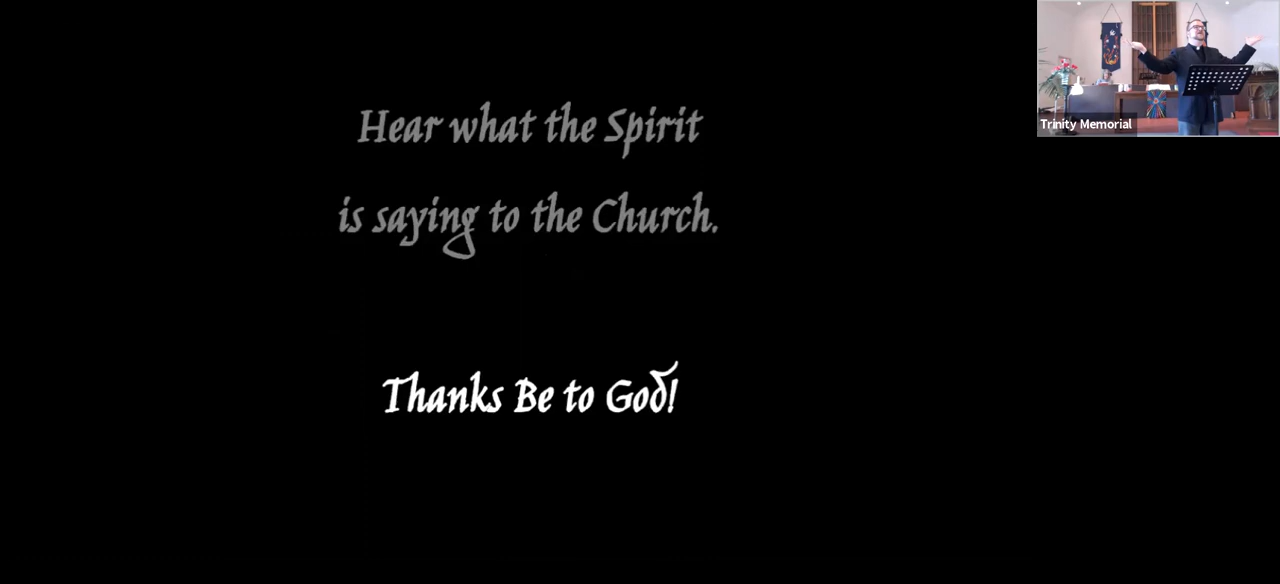 Hear what the Spirit
is saying to the Church.
Thanks Be to God!
Trinity Memorial